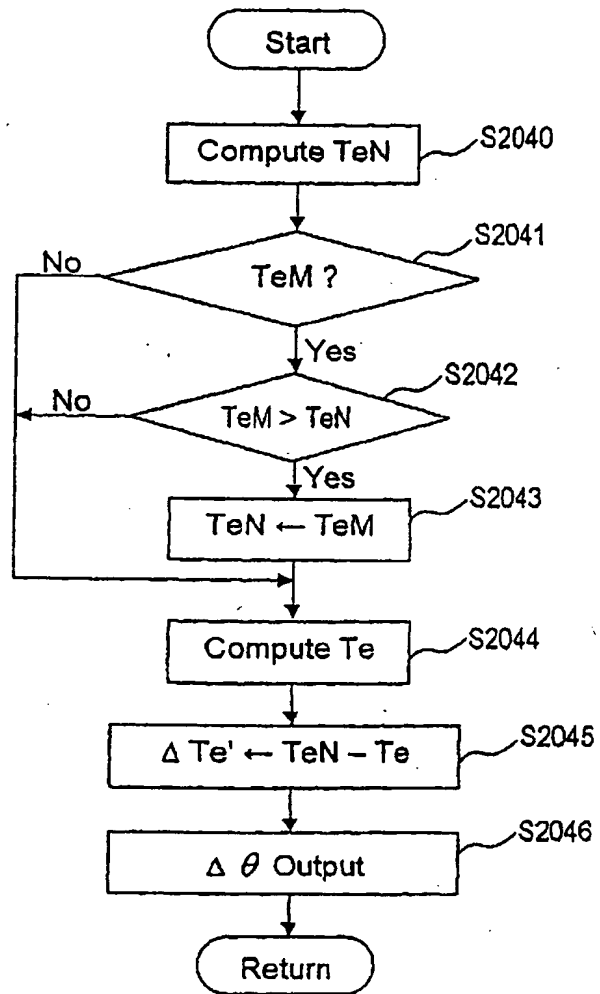 Start
Compute TeN
S2040
TeM ?
S2041
No
Yes
TeM > TeN
S2042
No
Yes
TeN ← TeM
S2043
Compute Te
S2044
Δ Te' ← TeN – Te
S2045
Δ θ Output
S2046
Return